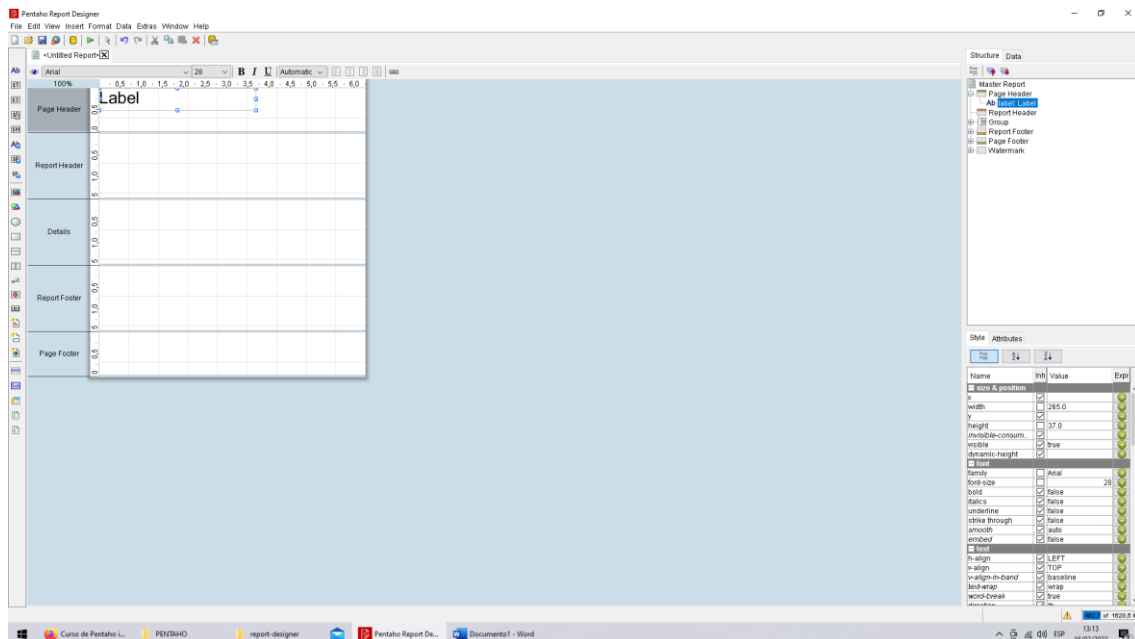 Pentaho Report Designer
File Edit View Insert Format Data Extras Window Help
<Untitled Report>
Arial 28 B I U Automatic
100% 0,5 1,0 1,5 2,0 2,5 3,0 3,5 4,0 4,5 5,0 5,5 6,0
Label
Page Header
Report Header
Details
Report Footer
Page Footer
Structure Data
Master Report
Page Header
Ab label: Label
Report Header
Group
Report Footer
Page Footer
Watermark
Style Attributes
Name Inh Value Expr
size & position
x
width 265.0
y
height 37.0
invisible-consum...
visible true
dynamic-height
font
family Arial
font-size 28
bold false
italics false
underline false
strike through false
smooth auto
embed false
text
h-align LEFT
v-align TOP
v-align-in-band baseline
text-wrap wrap
word-break true
Curso de Pentaho i... PENTAHO report-designer Pentaho Report De... Documento1 - Word
ESP 13:13